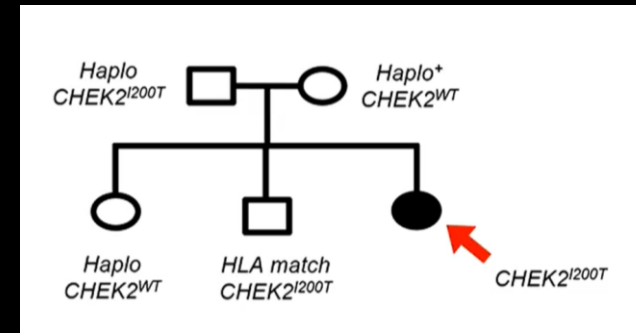 Haplo
CHEK2I200T
Haplo+
CHEK2WT
Haplo
CHEK2WT
HLA match
CHEK2I200T
CHEK2I200T